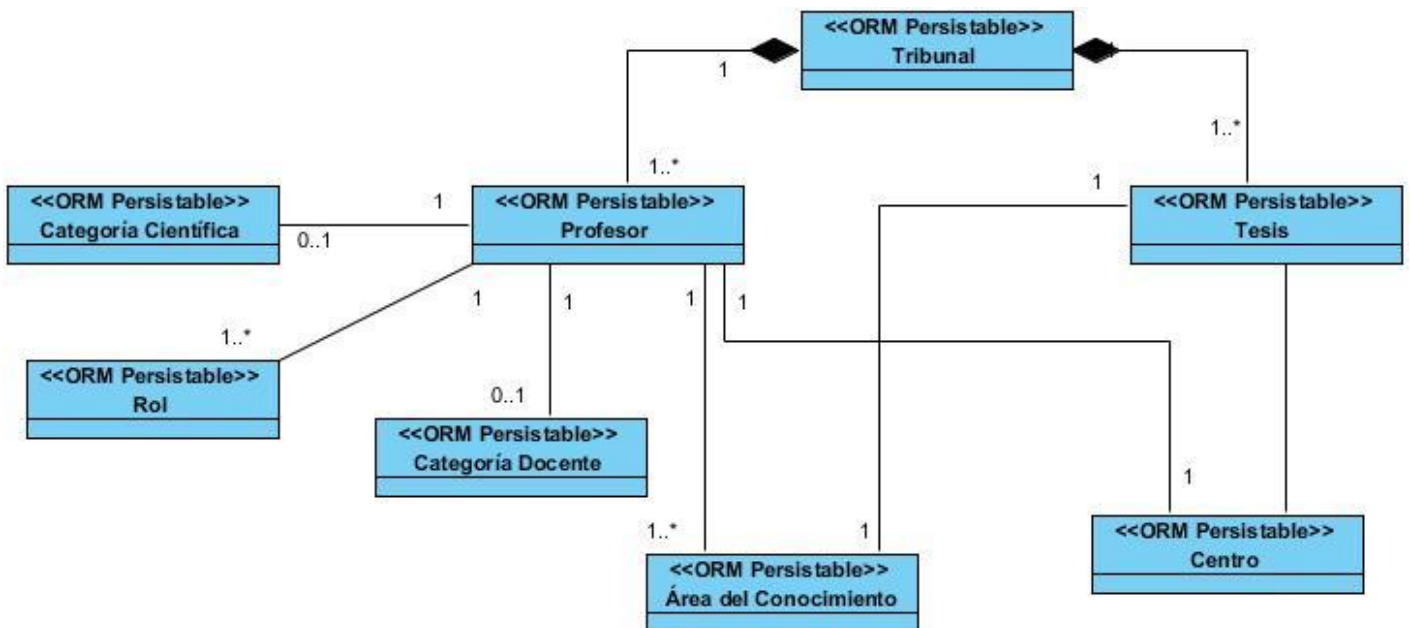 <<ORM Persistable>>
Tribunal
1
1..*
1..*
<<ORM Persistable>>
Categoría Científica
0..1
1
<<ORM Persistable>>
Profesor
1
<<ORM Persistable>>
Tesis
1
1
1
1
1..*
<<ORM Persistable>>
Rol
0..1
<<ORM Persistable>>
Categoría Docente
1..*
1
1
<<ORM Persistable>>
Área del Conocimiento
<<ORM Persistable>>
Centro